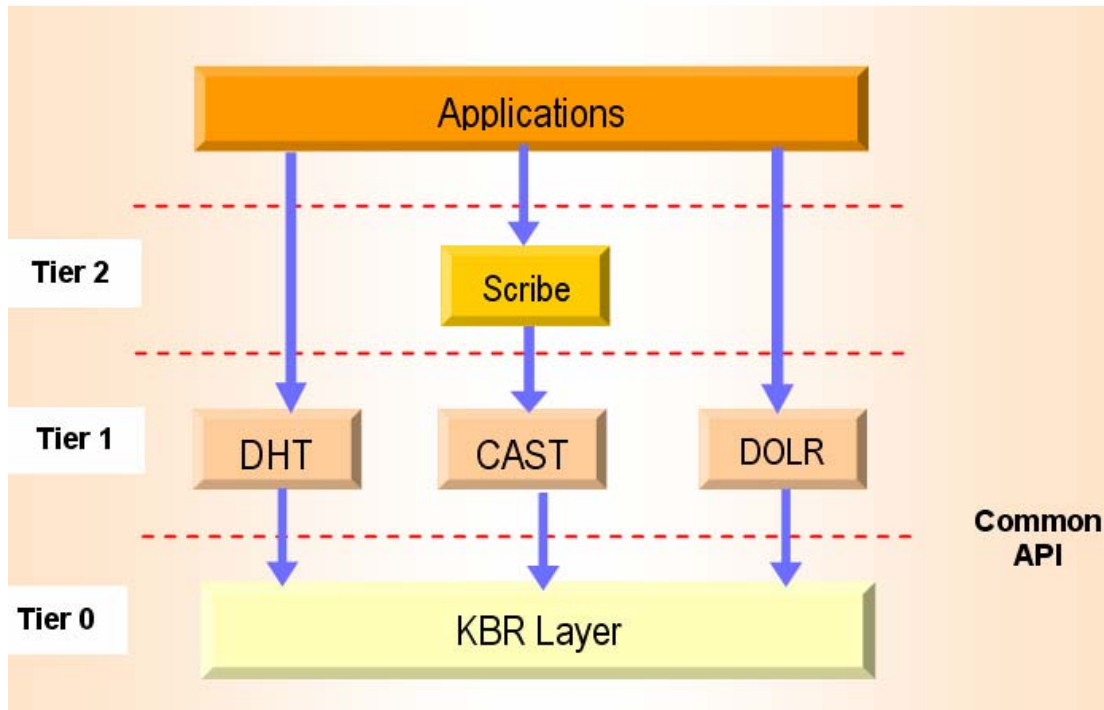 Applications
Tier 2
Scribe
Tier 1
DHT
CAST
DOLR
Common
API
Tier 0
KBR Layer